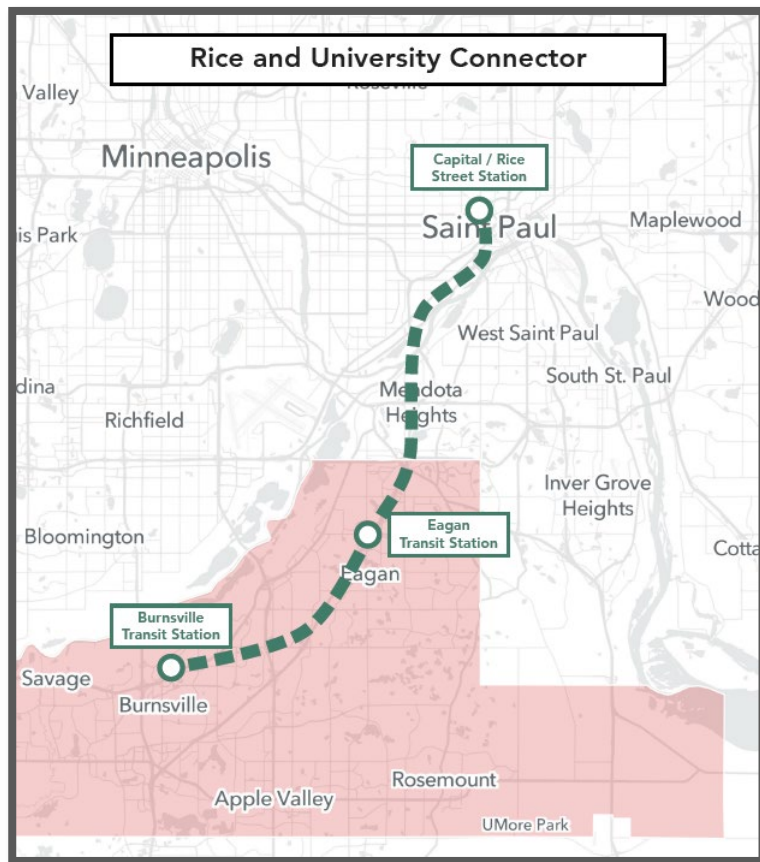 Rice and University Connector
Valley
Roseville
Minneapolis
Capital / Rice
Street Station
is Park
Saint Paul
Maplewood
Wood
West Saint Paul
dina
Mendota
Heights
South St. Paul
Richfield
Inver Grove
Heights
Bloomington
Eagan
Transit Station
Cotta
Eagan
Burnsville
Transit Station
Savage
Burnsville
Rosemount
Apple Valley
UMore Park